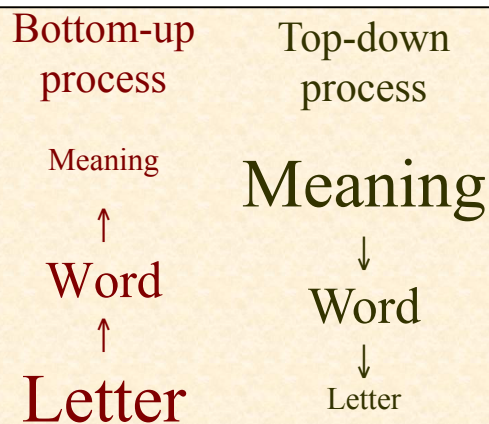 Bottom-up
process
Meaning
↑
Word
↑
Letter
Top-down
process
Meaning
↓
Word
↓
Letter